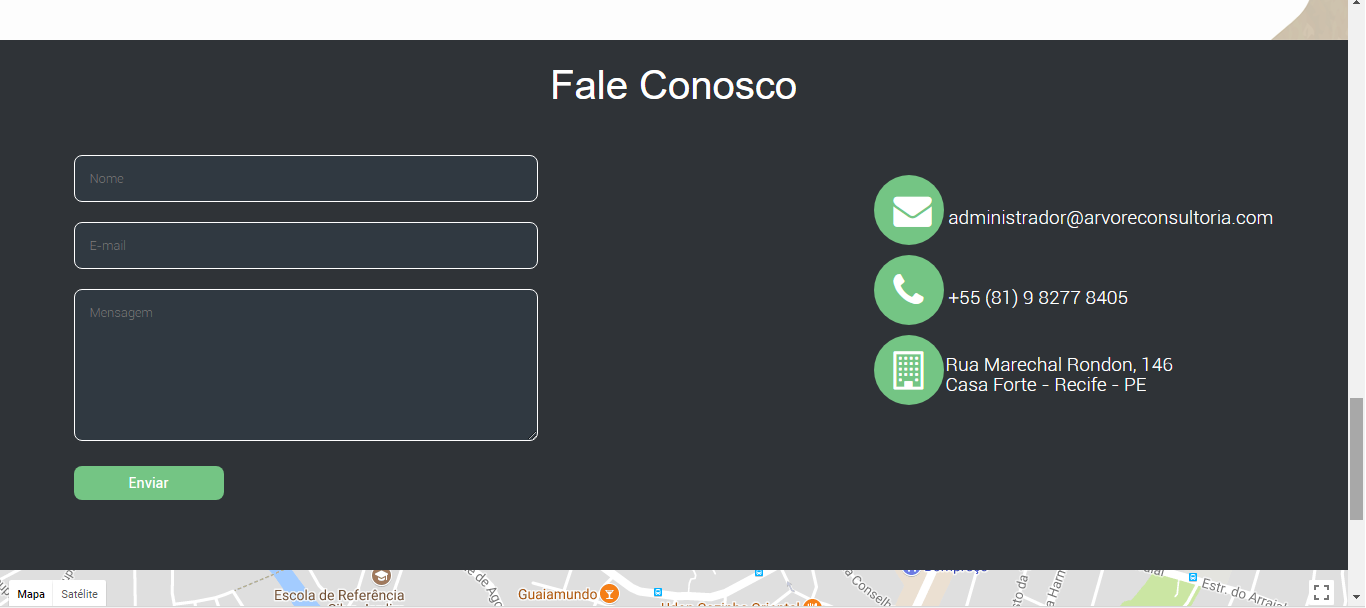 Fale Conosco
Nome
E-mail
Mensagem
Enviar
administrador@arvoreconsultoria.com
+55 (81) 9 8277 8405
Rua Marechal Rondon, 146
Casa Forte - Recife - PE
Mapa
Satélite
Escola de Referência
Guaiamundo
Estr. do Arraial